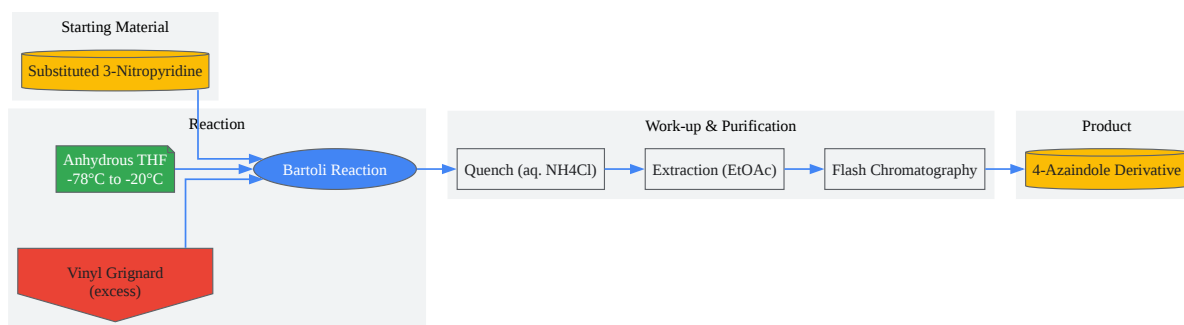 Starting Material
Substituted 3-Nitropyridine
Reaction
Anhydrous THF
-78°C to -20°C
Bartoli Reaction
Vinyl Grignard
(excess)
Work-up & Purification
Quench (aq. NH4Cl)
Extraction (EtOAc)
Flash Chromatography
Product
4-Azaindole Derivative